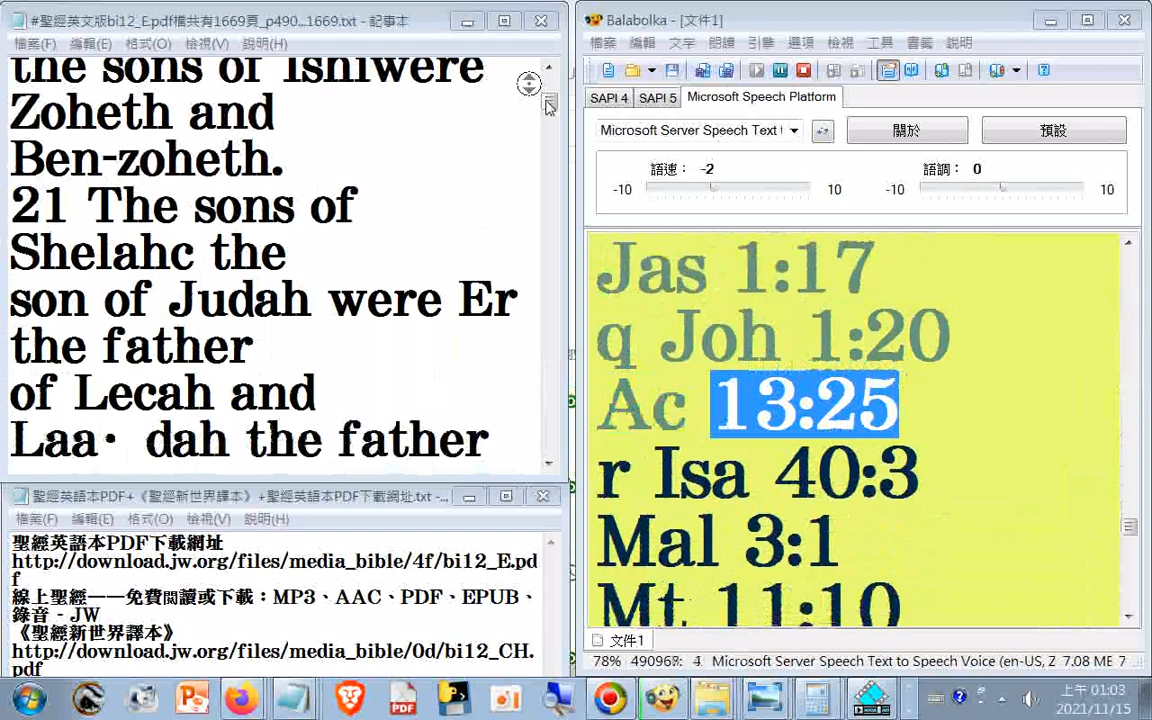 #聖經英文版bi12_E.pdf檔共有1669頁_p490...1669.txt - 記事本
檔案(F) 編輯(E) 格式(O) 檢視(V) 說明(H)
the sons of Ishiwere
Zoheth and
Ben-zoheth.
21 The sons of
Shelahc the
son of Judah were Er
the father
of Lecah and
Laa· dah the father
聖經英語本PDF+《聖經新世界譯本》+聖經英語本PDF下載網址.txt -...
檔案(F) 編輯(E) 格式(O) 檢視(V) 說明(H)
聖經英語本PDF下載網址
http://download.jw.org/files/media_bible/4f/bi12_E.pd
f
線上聖經——免費閱讀或下載：MP3、AAC、PDF、EPUB、
錄音 - JW
《聖經新世界譯本》
http://download.jw.org/files/media_bible/0d/bi12_CH.
pdf
Balabolka - [文件1]
檔案 編輯 文字 朗讀 引擎 選項 檢視 工具 書籤 說明
SAPI 4 SAPI 5 Microsoft Speech Platform
Microsoft Server Speech Text 關於 預設
語速： -2 語調： 0
-10 10 -10 10
Jas 1:17
q Joh 1:20
Ac 13:25
r Isa 40:3
Mal 3:1
Mt 11:10
文件1
78% 490967: 4 Microsoft Server Speech Text to Speech Voice (en-US, Z 7.08 MB 7
上午 01:03
2021/11/15